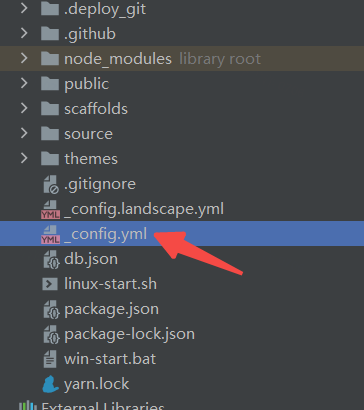 .deploy_git
.github
node_modules library root
public
scaffolds
source
themes
.gitignore
YML _config.landscape.yml
YML _config.yml
db.json
linux-start.sh
package.json
package-lock.json
win-start.bat
yarn.lock
External Libraries